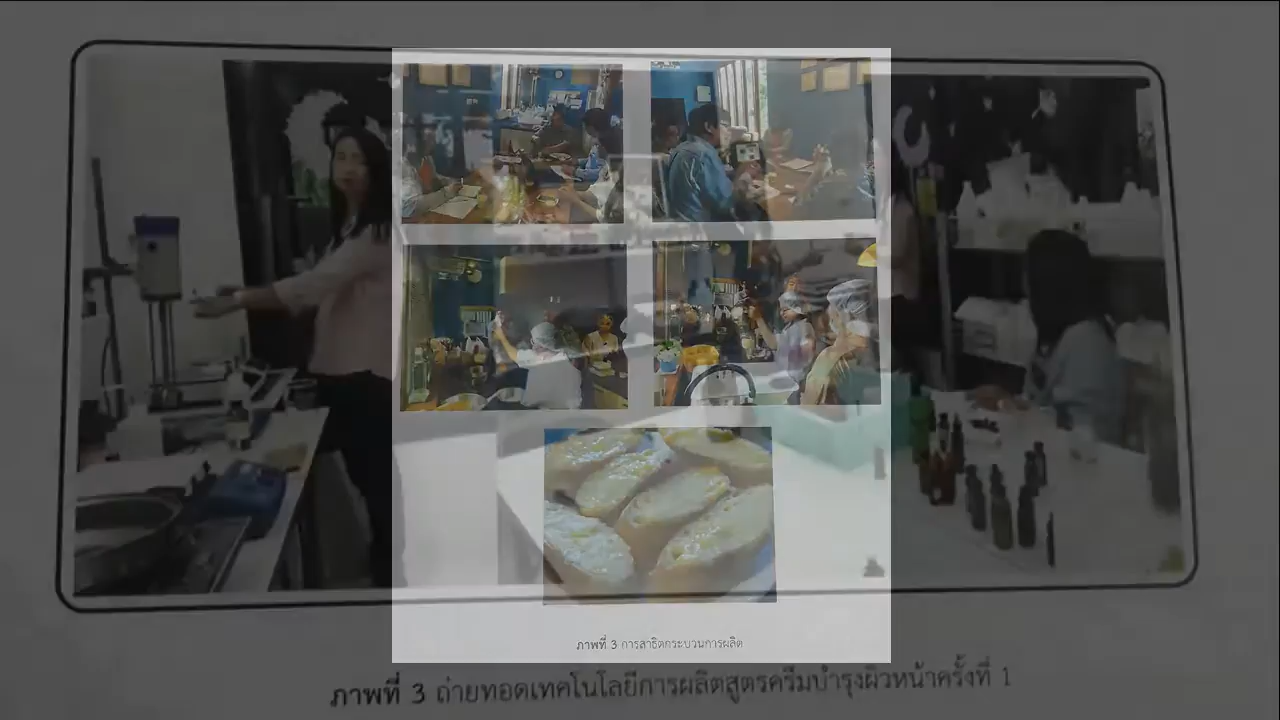 ภาพที่ 3 การสาธิตกระบวนการผลิต
ภาพที่ 3 ถ่ายทอดเทคโนโลยีการผลิตสูตรครีมบำรุงผิวหน้าครั้งที่ 1